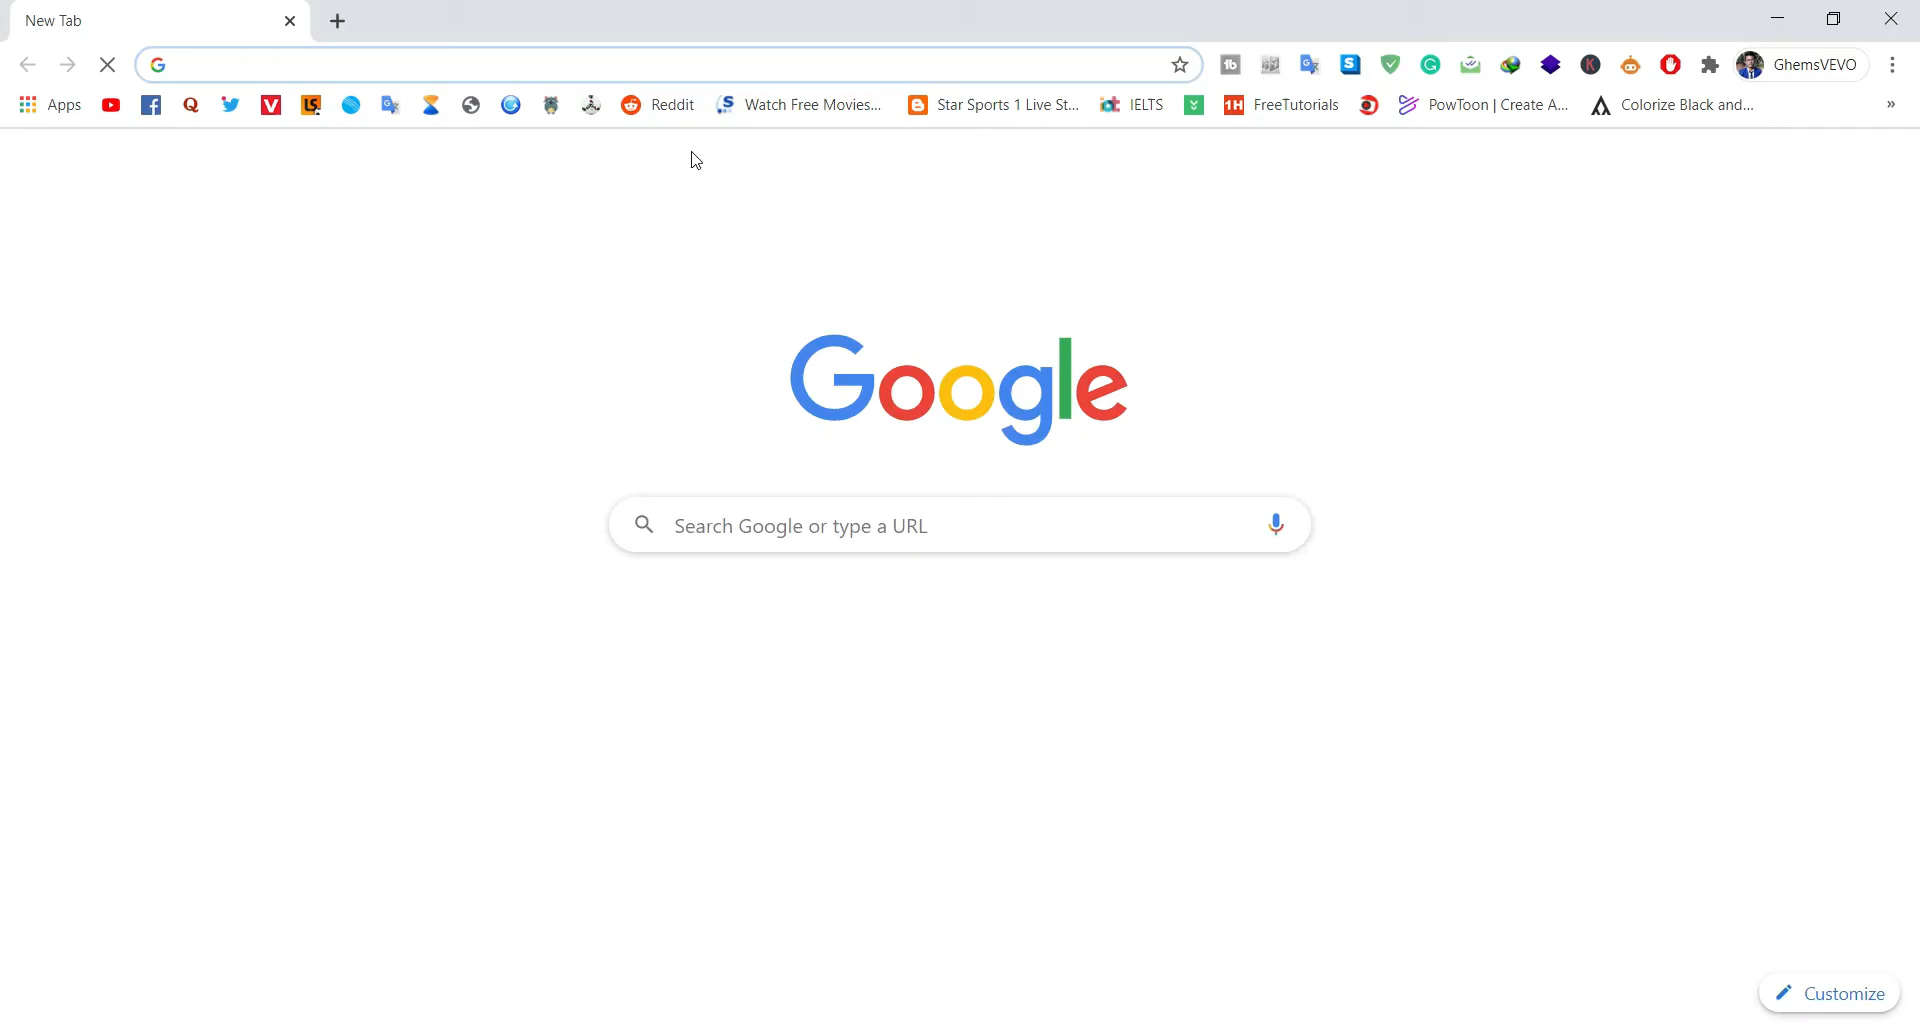 New Tab
GhemsVEVO
Apps Reddit Watch Free Movies... Star Sports 1 Live St... IELTS 1H FreeTutorials PowToon | Create A... Colorize Black and... »
Google
Search Google or type a URL
Customize